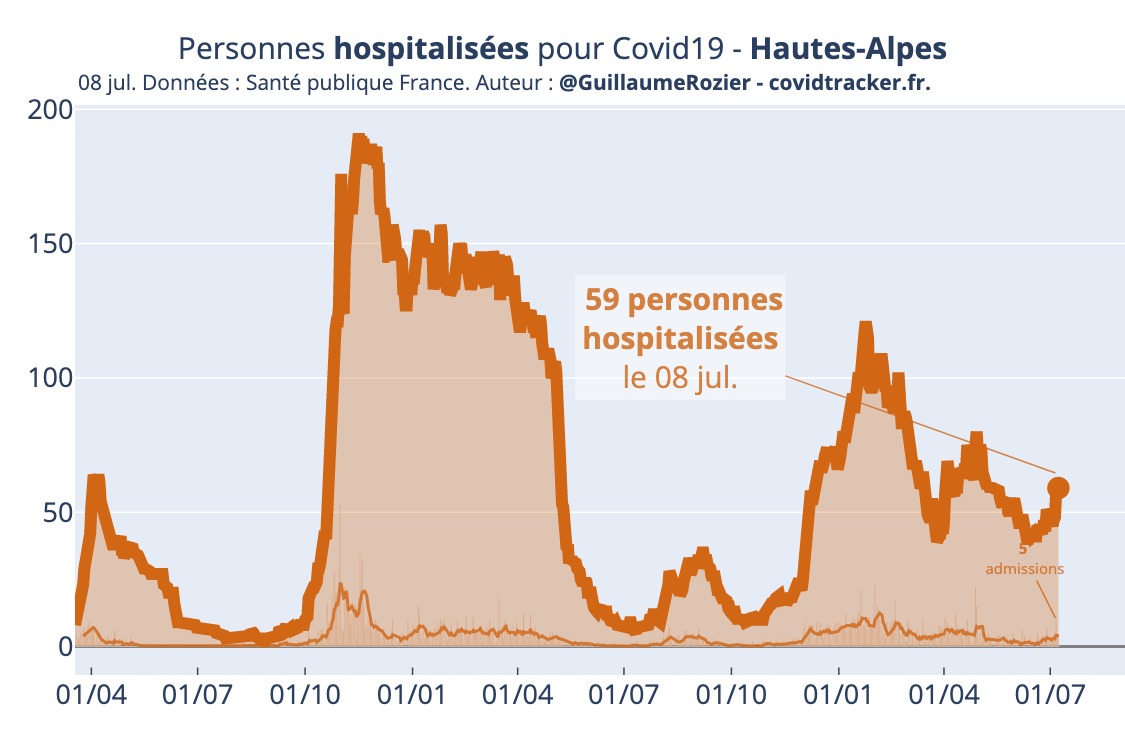 Personnes hospitalisées pour Covid19 - Hautes-Alpes
08 jul. Données : Santé publique France. Auteur : @GuillaumeRozier - covidtracker.fr.
200
150
100
50
0
59 personnes
hospitalisées
le 08 jul.
5
admissions
01/04 01/07 01/10 01/01 01/04 01/07 01/10 01/01 01/04 01/07